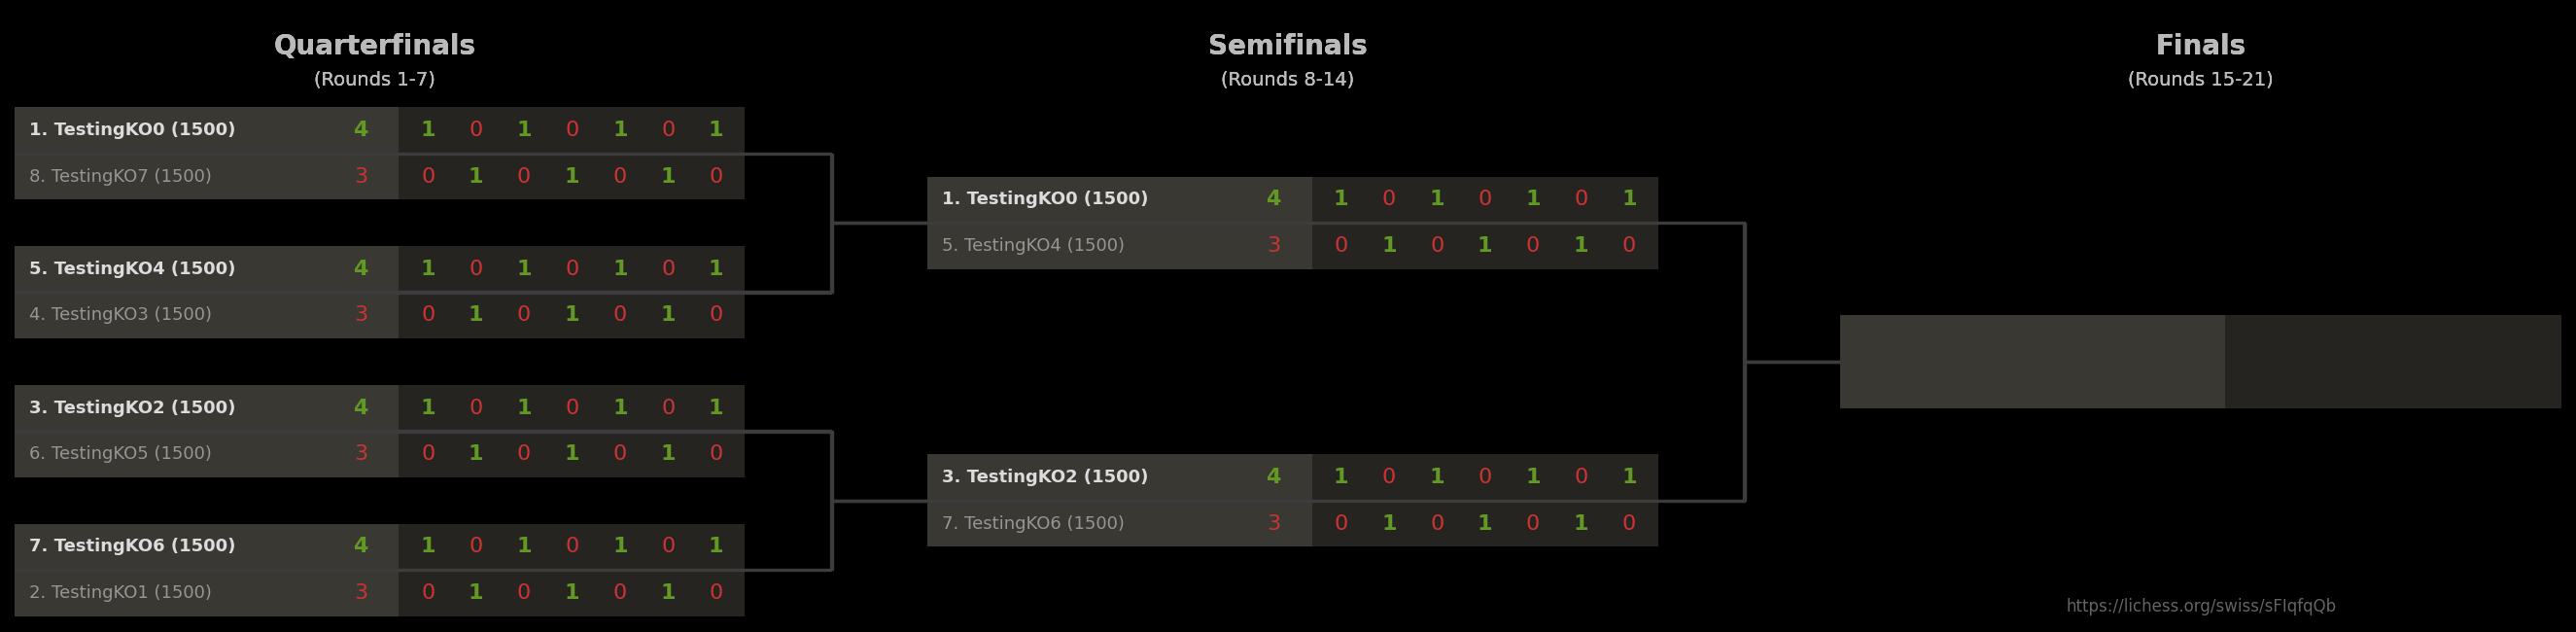 Quarterfinals
(Rounds 1-7)
1. TestingKO0 (1500) 4 1 0 1 0 1 0 1
8. TestingKO7 (1500) 3 0 1 0 1 0 1 0
5. TestingKO4 (1500) 4 1 0 1 0 1 0 1
4. TestingKO3 (1500) 3 0 1 0 1 0 1 0
3. TestingKO2 (1500) 4 1 0 1 0 1 0 1
6. TestingKO5 (1500) 3 0 1 0 1 0 1 0
7. TestingKO6 (1500) 4 1 0 1 0 1 0 1
2. TestingKO1 (1500) 3 0 1 0 1 0 1 0
Semifinals
(Rounds 8-14)
1. TestingKO0 (1500) 4 1 0 1 0 1 0 1
5. TestingKO4 (1500) 3 0 1 0 1 0 1 0
3. TestingKO2 (1500) 4 1 0 1 0 1 0 1
7. TestingKO6 (1500) 3 0 1 0 1 0 1 0
Finals
(Rounds 15-21)
https://lichess.org/swiss/sFIqfqQb